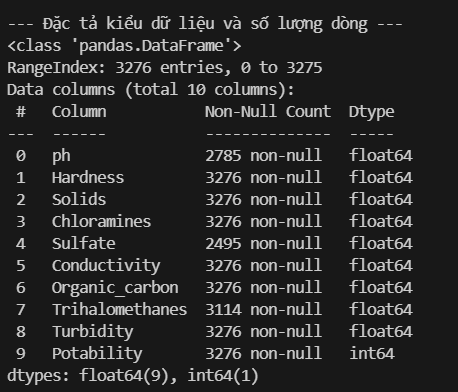 --- Đặc tả kiểu dữ liệu và số lượng dòng ---
<class 'pandas.DataFrame'>
RangeIndex: 3276 entries, 0 to 3275
Data columns (total 10 columns):
 #   Column           Non-Null Count  Dtype
---  ------           --------------  -----
 0   ph               2785 non-null   float64
 1   Hardness         3276 non-null   float64
 2   Solids           3276 non-null   float64
 3   Chloramines      3276 non-null   float64
 4   Sulfate          2495 non-null   float64
 5   Conductivity     3276 non-null   float64
 6   Organic_carbon   3276 non-null   float64
 7   Trihalomethanes  3114 non-null   float64
 8   Turbidity        3276 non-null   float64
 9   Potability       3276 non-null   int64
dtypes: float64(9), int64(1)